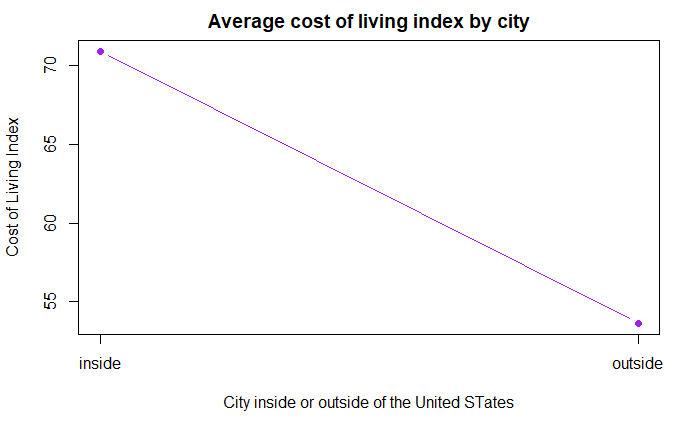 Average cost of living index by city
Cost of Living Index
70
65
60
55
inside
outside
City inside or outside of the United STates